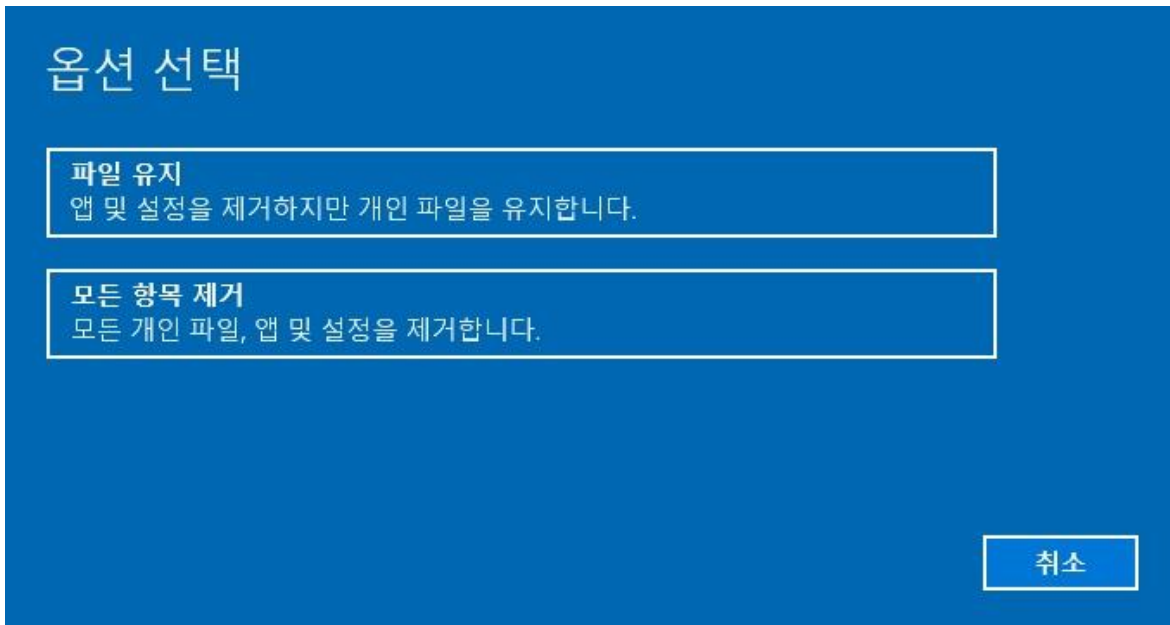 옵션 선택
파일 유지
앱 및 설정을 제거하지만 개인 파일을 유지합니다.
모든 항목 제거
모든 개인 파일, 앱 및 설정을 제거합니다.
취소